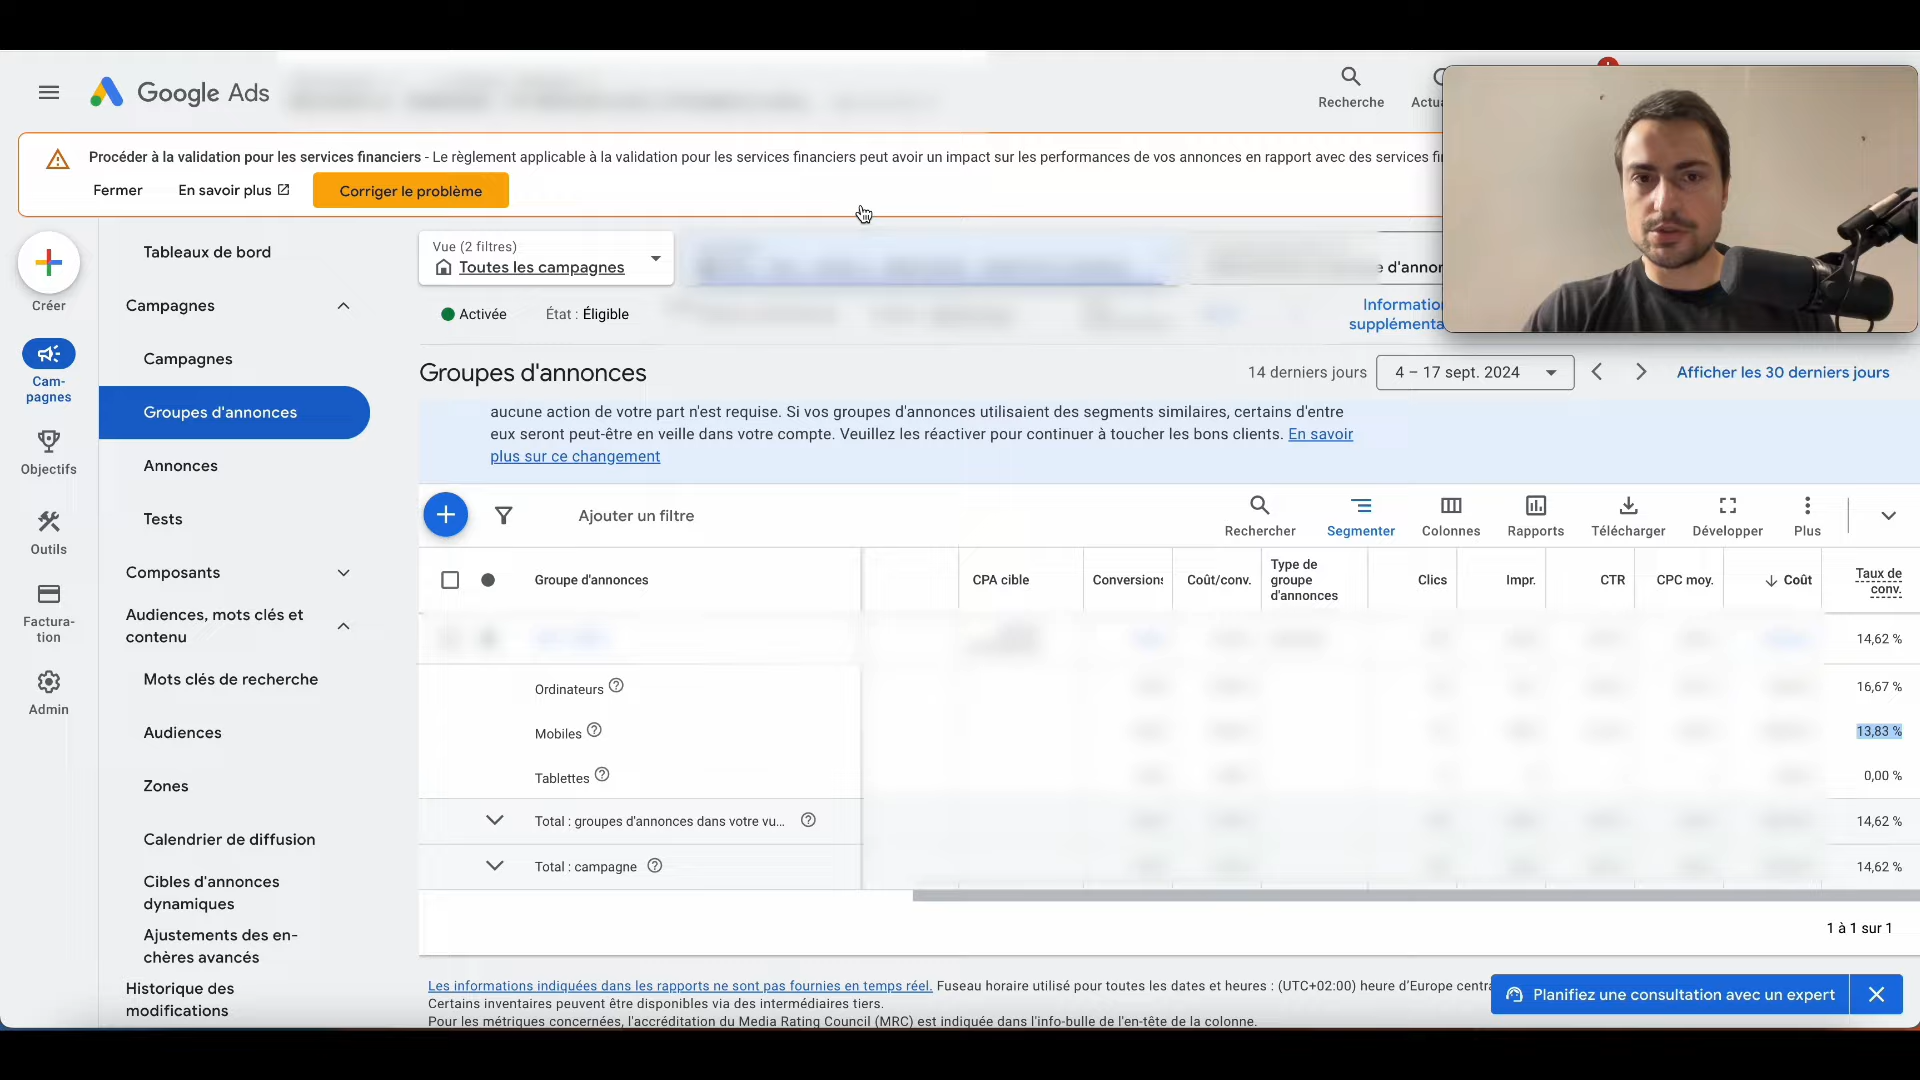 Google Ads
Recherche
Procéder à la validation pour les services financiers - Le règlement applicable à la validation pour les services financiers peut avoir un impact sur les performances de vos annonces en rapport avec des services
Fermer
En savoir plus
Corriger le problème
Créer
Cam-
pagnes
Objectifs
Outils
Factura-
tion
Admin
Tableaux de bord
Campagnes
Campagnes
Groupes d'annonces
Annonces
Tests
Composants
Audiences, mots clés et
contenu
Mots clés de recherche
Audiences
Zones
Calendrier de diffusion
Cibles d'annonces
dynamiques
Ajustements des en-
chères avancés
Historique des
modifications
Vue (2 filtres)
Toutes les campagnes
Activée
État : Éligible
Groupes d'annonces
14 derniers jours
4 – 17 sept. 2024
Afficher les 30 derniers jours
aucune action de votre part n'est requise. Si vos groupes d'annonces utilisaient des segments similaires, certains d'entre
eux seront peut-être en veille dans votre compte. Veuillez les réactiver pour continuer à toucher les bons clients. En savoir
plus sur ce changement
Ajouter un filtre
Rechercher
Segmenter
Colonnes
Rapports
Télécharger
Développer
Plus
Groupe d'annonces
CPA cible
Conversions
Coût/conv.
Type de
groupe
d'annonces
Clics
Impr.
CTR
CPC moy.
Coût
Taux de
conv.
14,62 %
Ordinateurs
16,67 %
Mobiles
13,83 %
Tablettes
0,00 %
Total : groupes d'annonces dans votre vu...
14,62 %
Total : campagne
14,62 %
1 à 1 sur 1
Les informations indiquées dans les rapports ne sont pas fournies en temps réel. Fuseau horaire utilisé pour toutes les dates et heures : (UTC+02:00) heure d'Europe
Certains inventaires peuvent être disponibles via des intermédiaires tiers.
Pour les métriques concernées, l'accréditation du Media Rating Council (MRC) est indiquée dans l'info-bulle de l'en-tête de la colonne.
Planifiez une consultation avec un expert